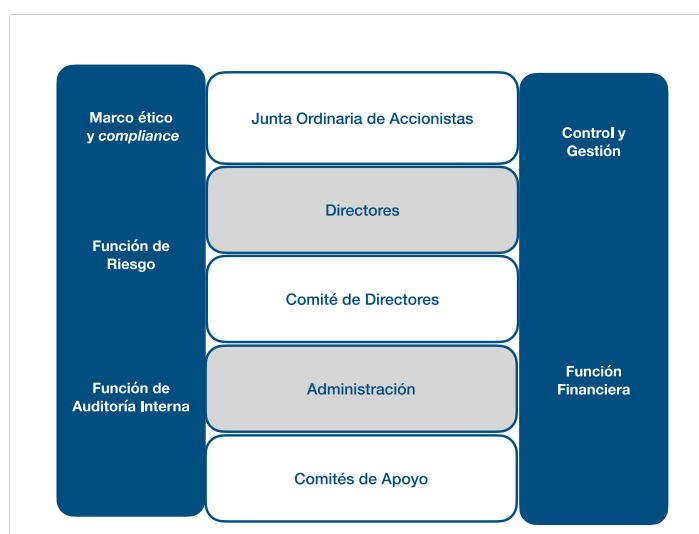 Marco ético
y compliance
Función de
Riesgo
Función de
Auditoría Interna
Junta Ordinaria de Accionistas
Directores
Comité de Directores
Administración
Comités de Apoyo
Control y
Gestión
Función
Financiera